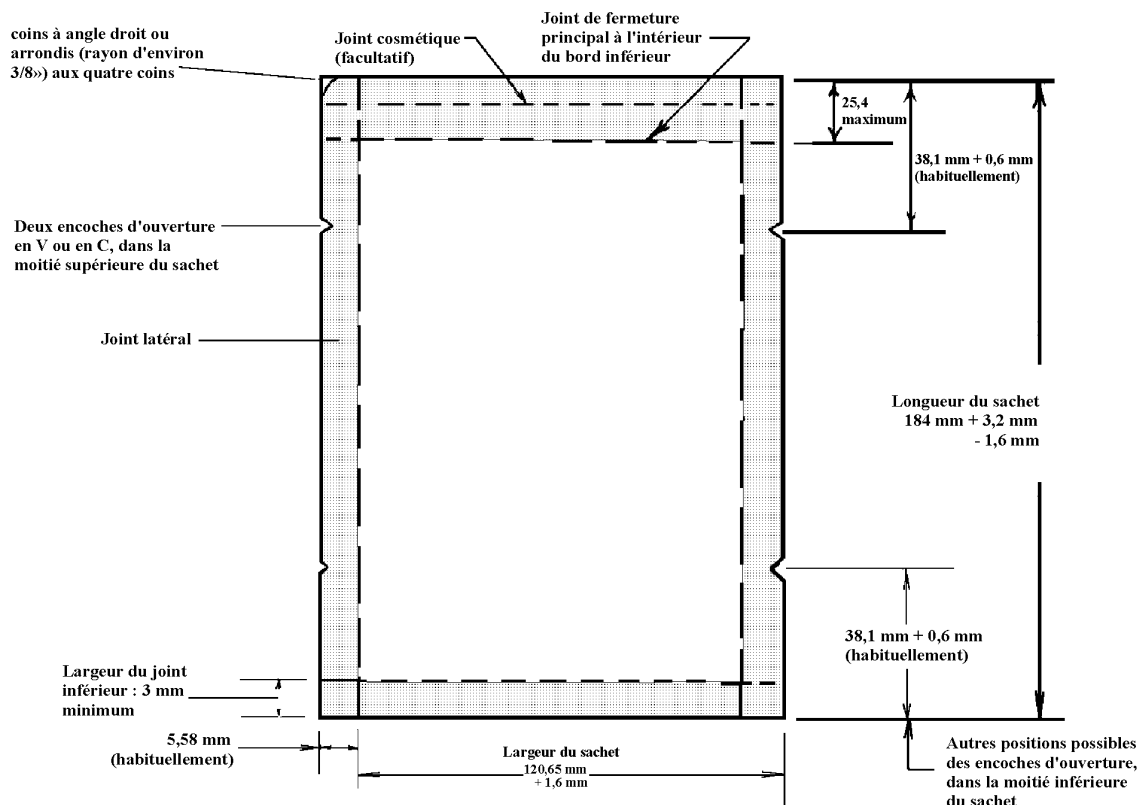 coins à angle droit ou
arrondis (rayon d'environ
3/8») aux quatre coins
Joint cosmétique
(facultatif)
Joint de fermeture
principal à l'intérieur
du bord inférieur
25,4
maximum
38,1 mm + 0,6 mm
(habituellement)
Deux encoches d'ouverture
en V ou en C, dans la
moitié supérieure du sachet
Joint latéral
Longueur du sachet
184 mm + 3,2 mm
- 1,6 mm
38,1 mm + 0,6 mm
(habituellement)
Largeur du joint
inférieur : 3 mm
minimum
5,58 mm
(habituellement)
Largeur du sachet
120,65 mm
+ 1,6 mm
Autres positions possibles
des encoches d'ouverture,
dans la moitié inférieure
du sachet